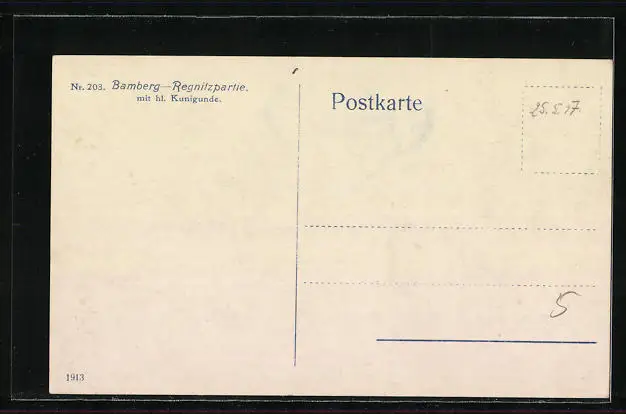 Nr. 203. Bamberg—Regnitzpartie.
mit hl. Kunigunde.
Postkarte
25.5.17.
5
1913